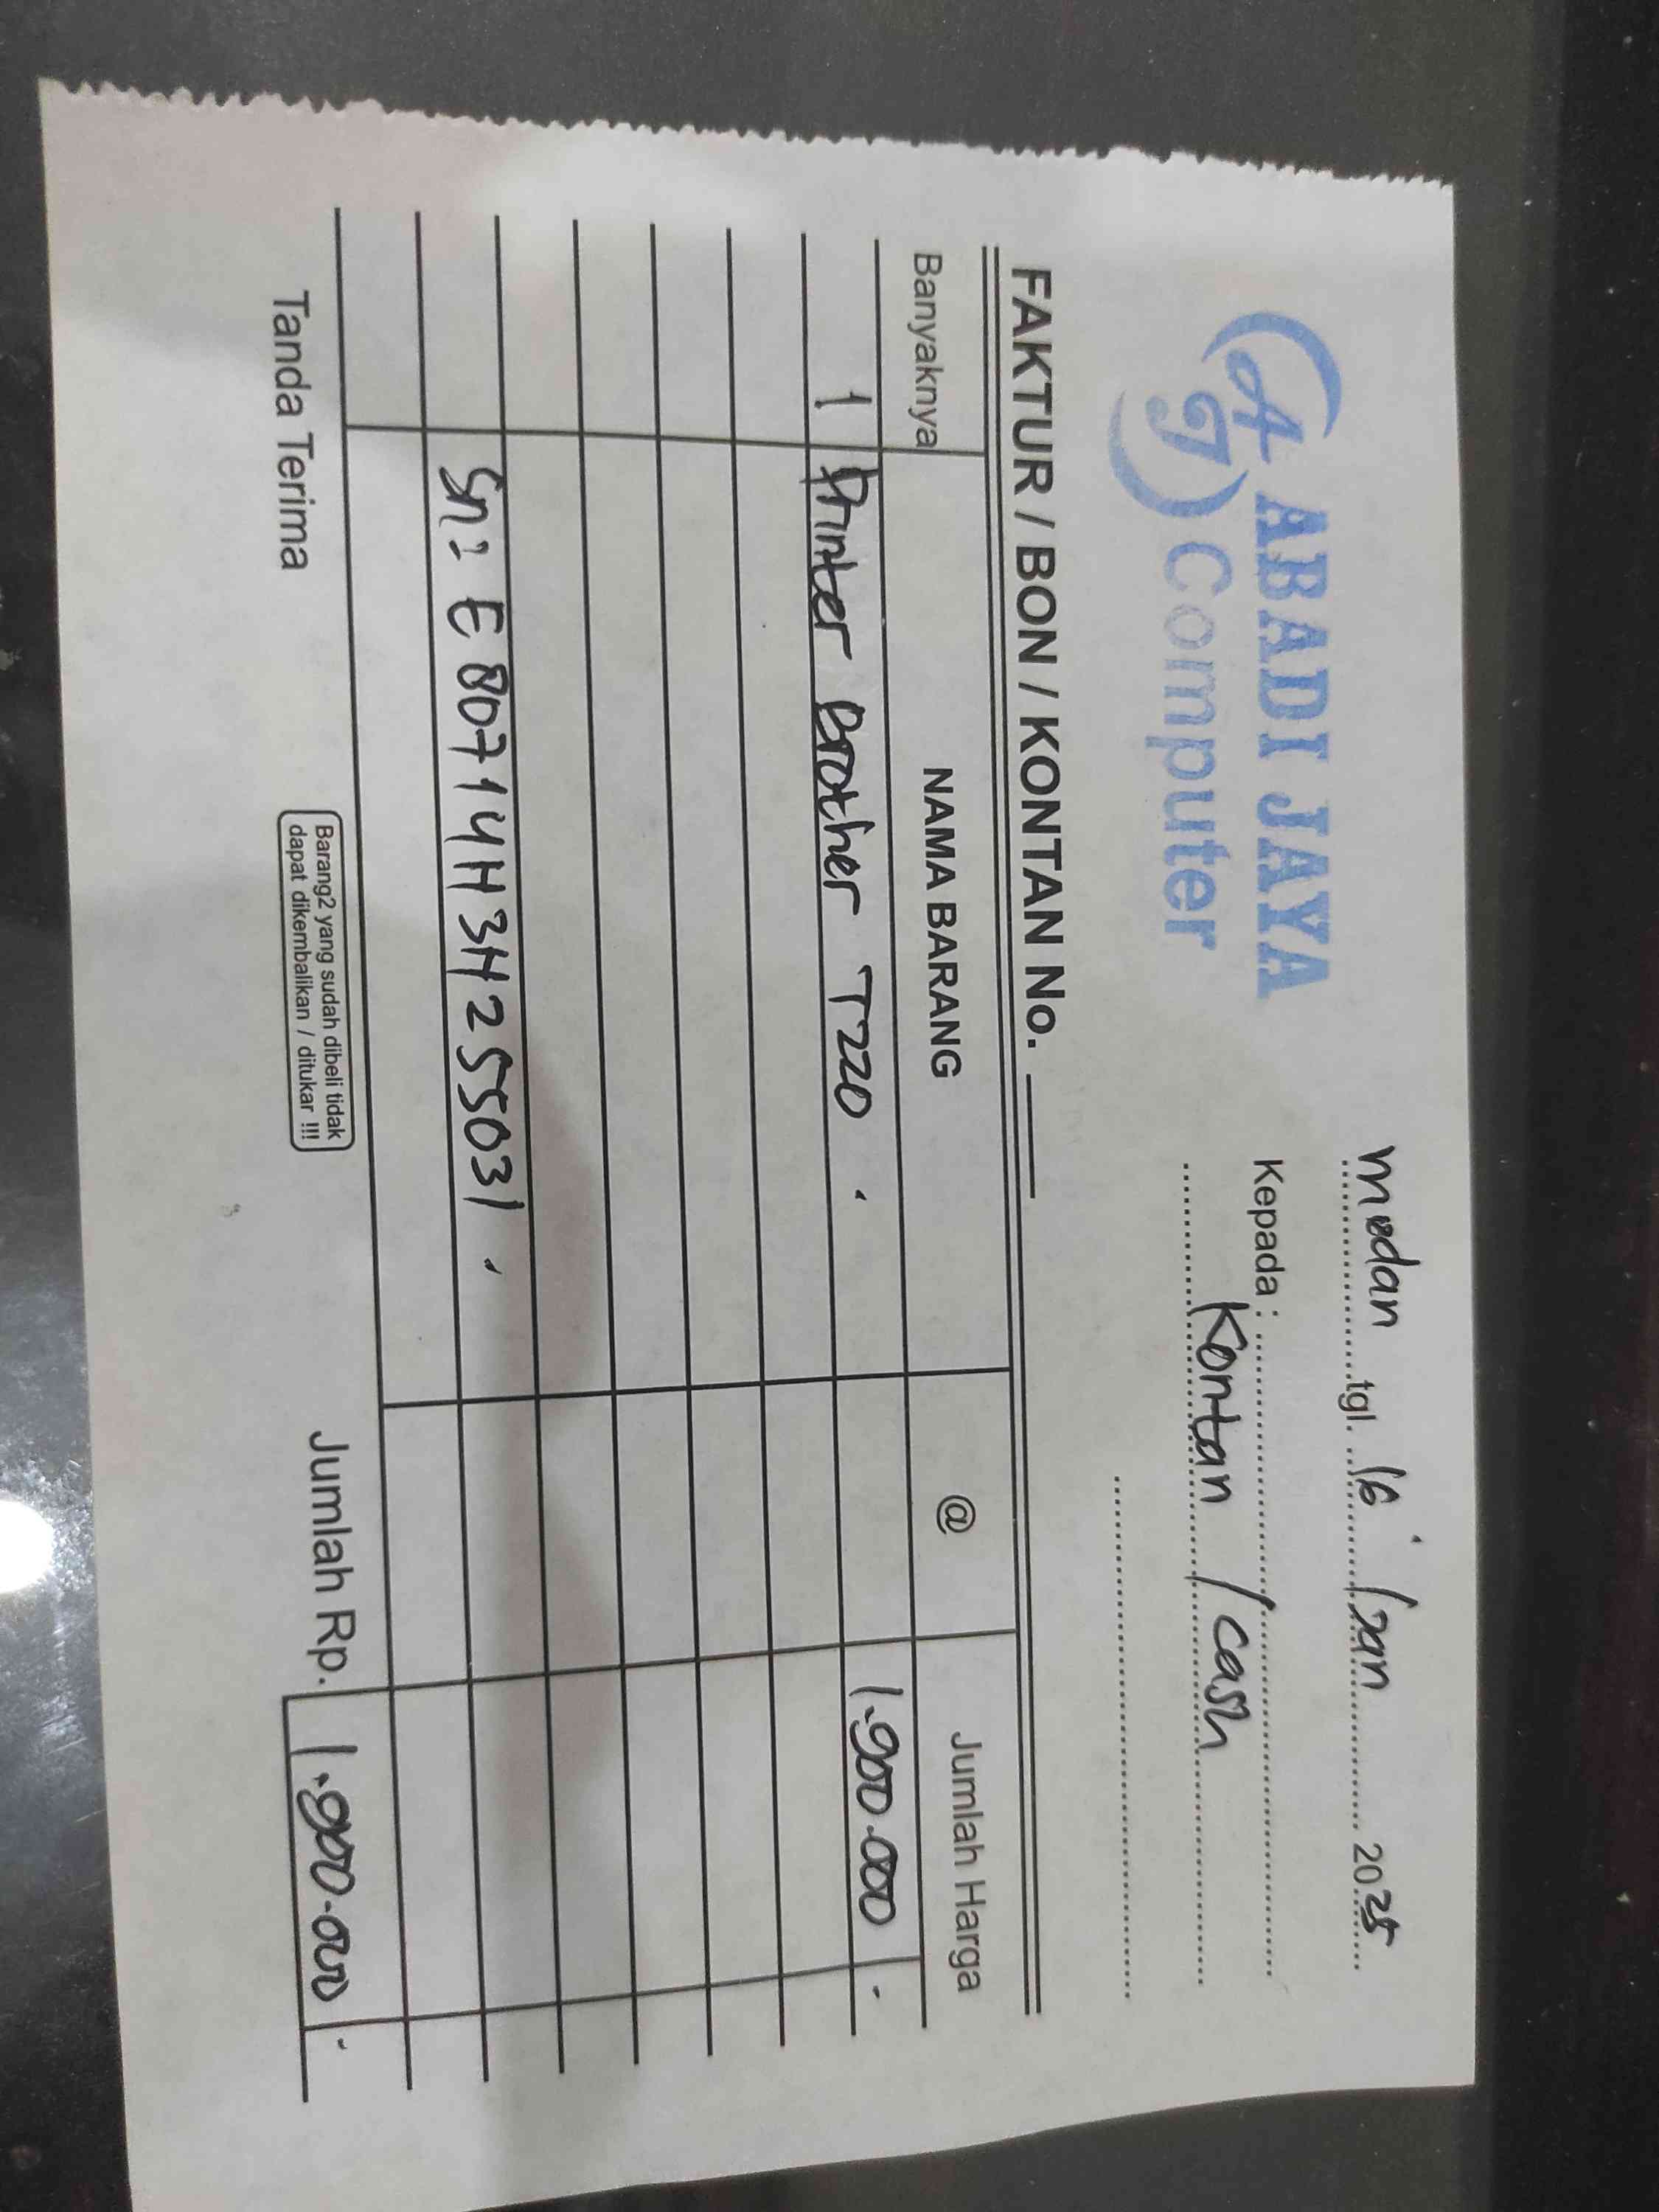 AJ ABADI JAYA
Computer
Medan tgl. 16 / Jan 2025
Kepada :
Kontan / Cash
FAKTUR / BON / KONTAN No.
Banyaknya NAMA BARANG @ Jumlah Harga
1 Printer Brother T220 . 1.900.000 .
Sn : E80714H3H255031 .
Tanda Terima
Barang2 yang sudah dibeli tidak
dapat dikembalikan / ditukar !!!
Jumlah Rp. 1.900.000 .